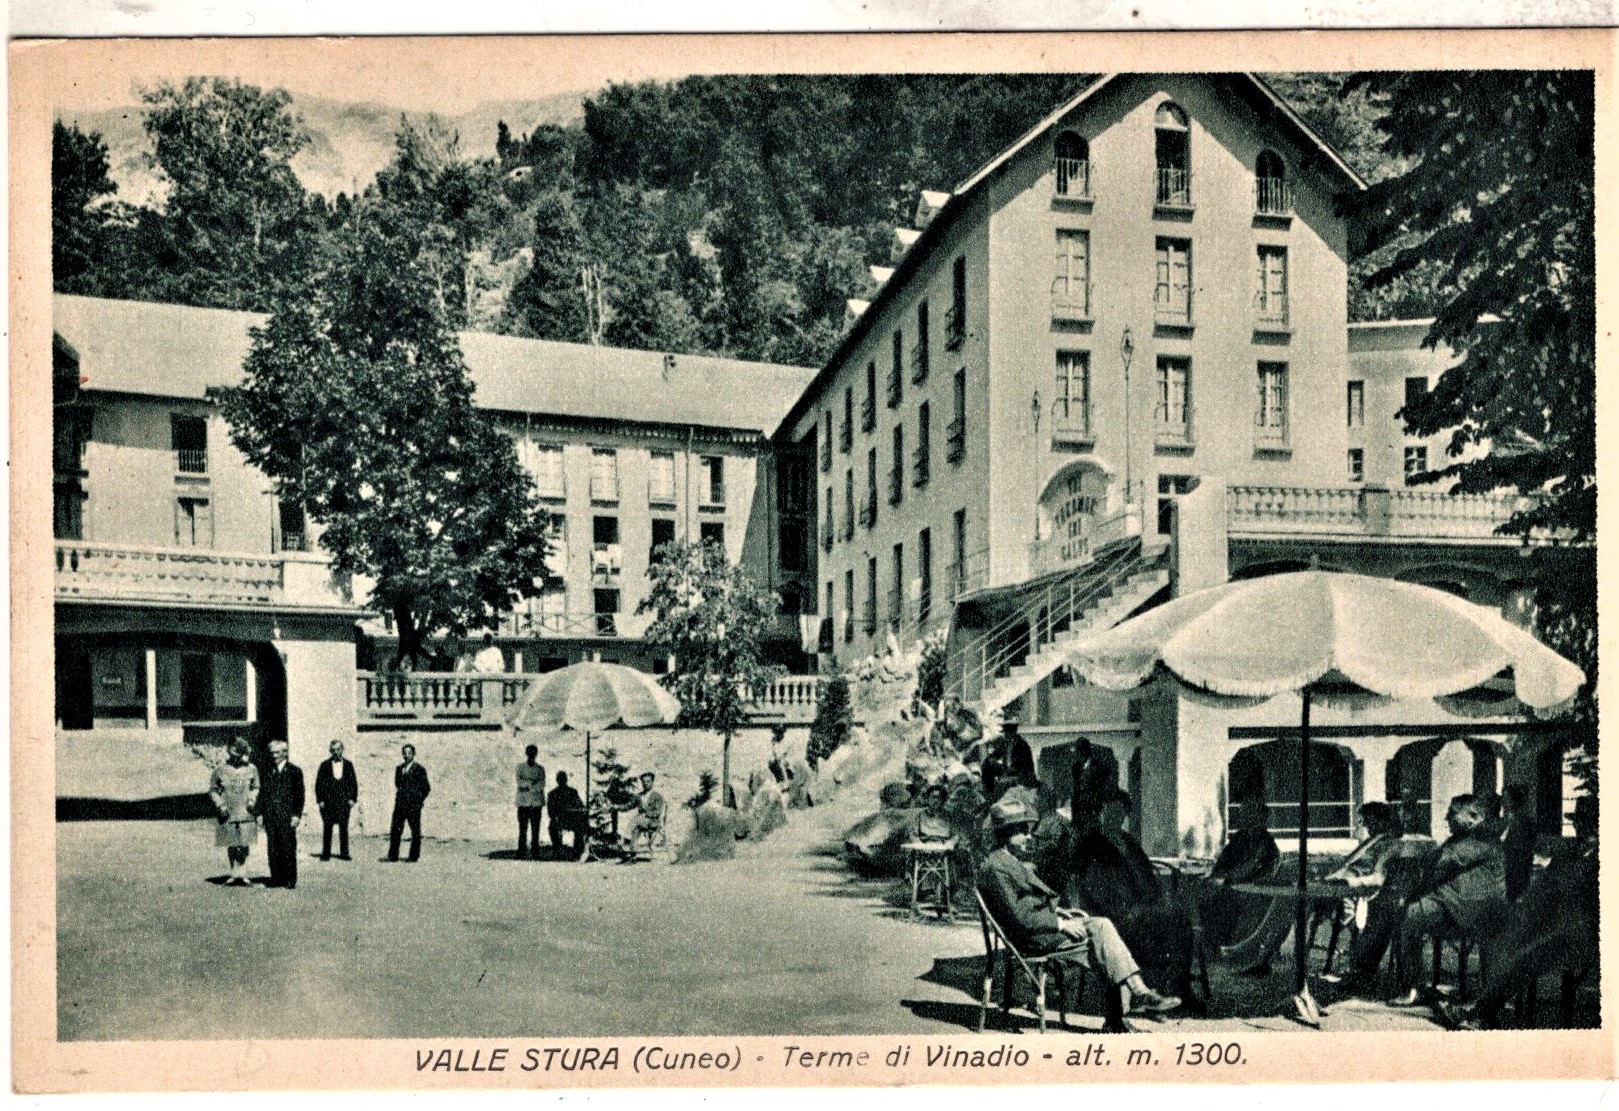 VALLE STURA (Cuneo) - Terme di Vinadio - alt. m. 1300.